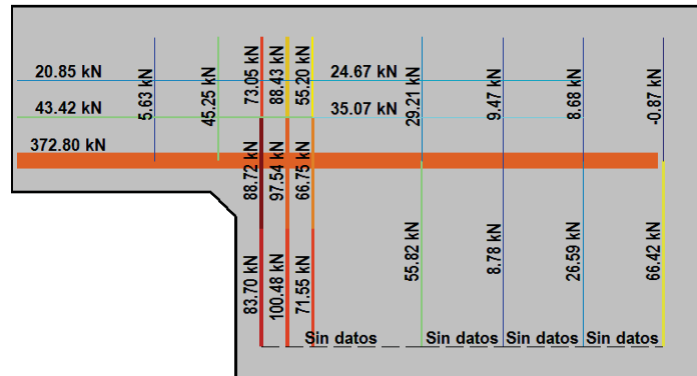 20.85 kN
24.67 kN
43.42 kN
35.07 kN
372.80 kN
5.63 kN
45.25 kN
73.05 kN
88.43 kN
55.20 kN
29.21 kN
9.47 kN
8.68 kN
-0.87 kN
88.72 kN
97.54 kN
66.75 kN
83.70 kN
100.48 kN
71.55 kN
55.82 kN
8.78 kN
26.59 kN
66.42 kN
Sin datos
Sin datos
Sin datos
Sin datos